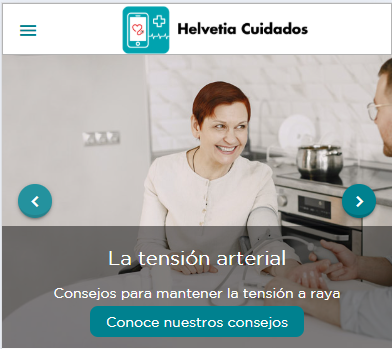 Helvetia Cuidados
La tensión arterial
Consejos para mantener la tensión a raya
Conoce nuestros consejos